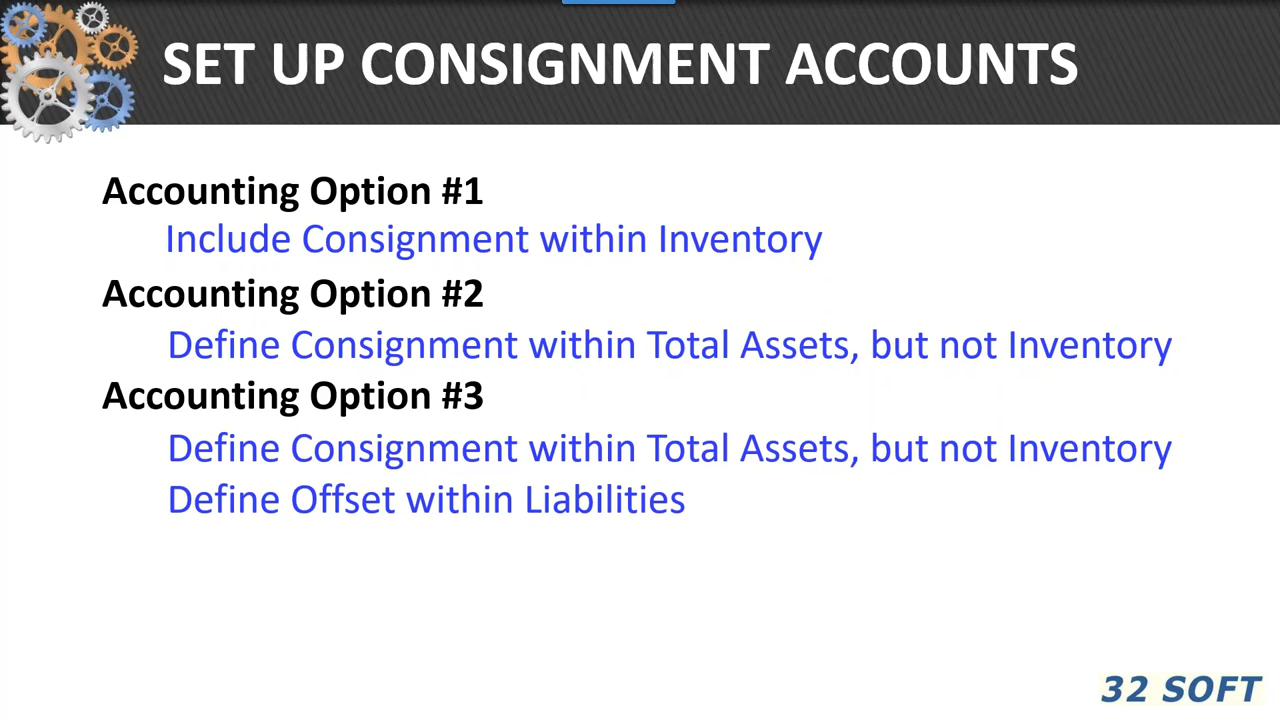 SET UP CONSIGNMENT ACCOUNTS
Accounting Option #1
Include Consignment within Inventory
Accounting Option #2
Define Consignment within Total Assets, but not Inventory
Accounting Option #3
Define Consignment within Total Assets, but not Inventory
Define Offset within Liabilities
32 SOFT